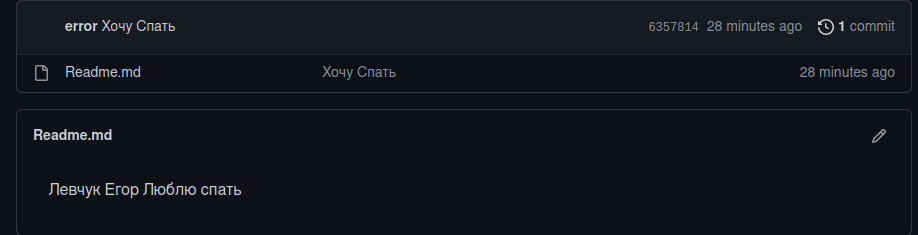 error Хочу Спать 6357814 28 minutes ago 1 commit
Readme.md Хочу Спать 28 minutes ago
Readme.md
Левчук Егор Люблю спать